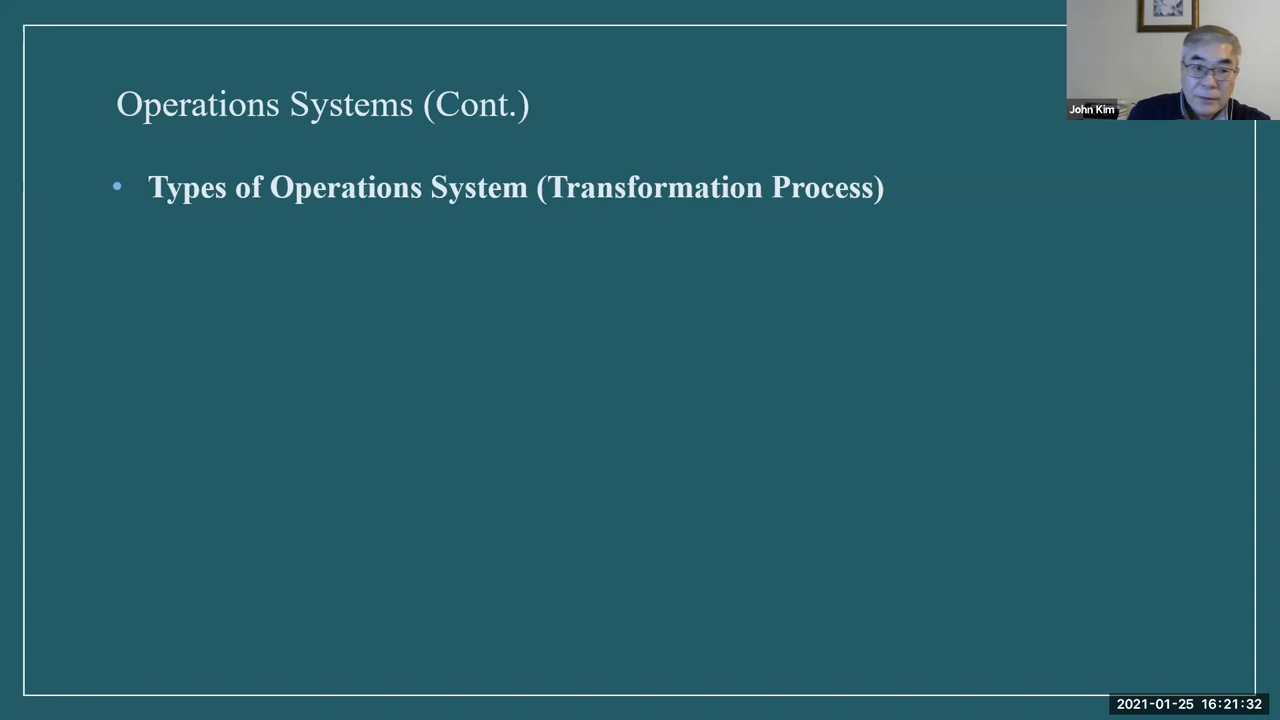 Operations Systems (Cont.)
John Kim
• Types of Operations System (Transformation Process)
2021-01-25 16:21:32